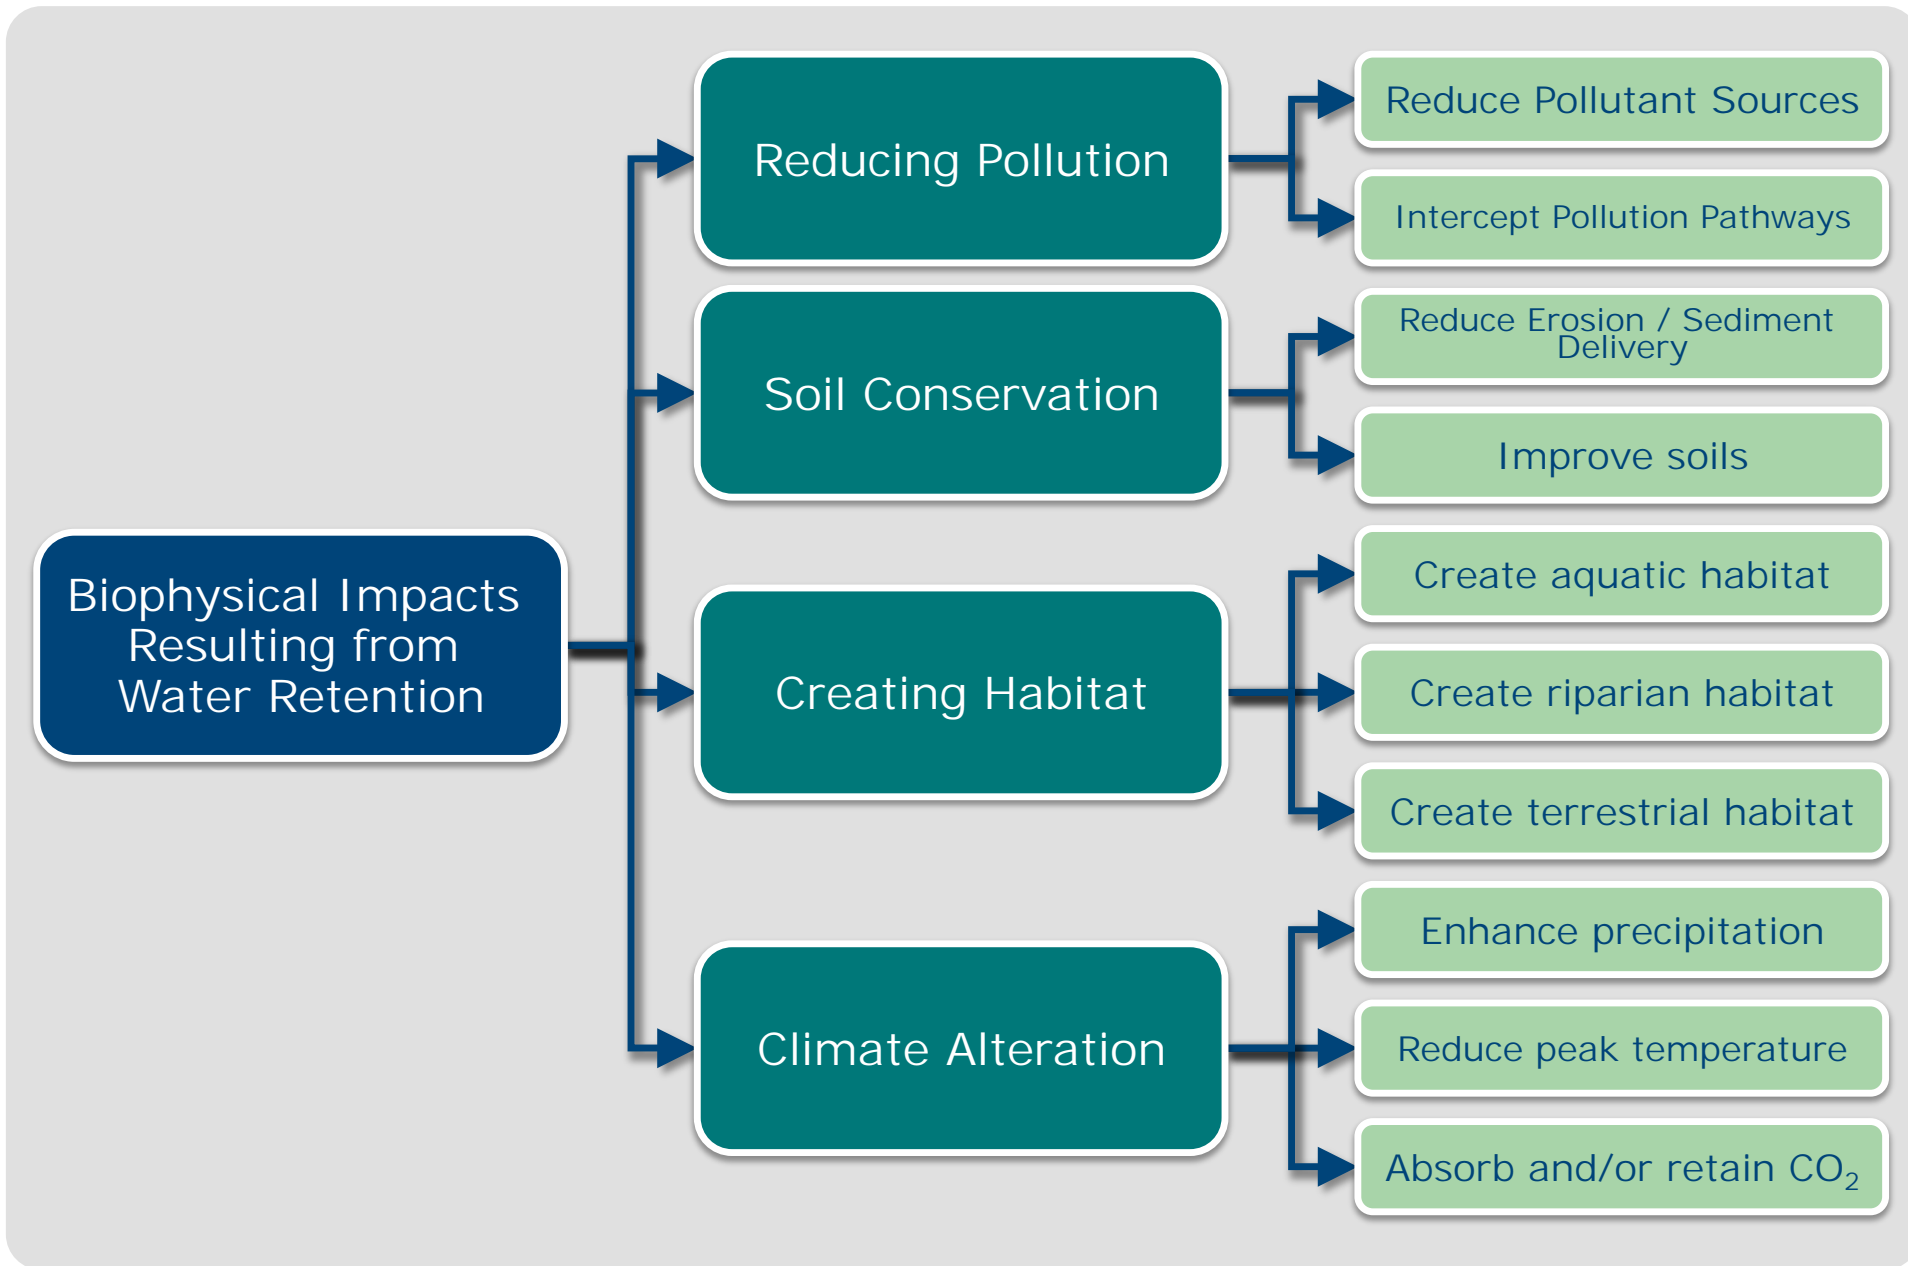 Biophysical Impacts
Resulting from
Water Retention
Reducing Pollution
Reduce Pollutant Sources
Intercept Pollution Pathways
Soil Conservation
Reduce Erosion / Sediment
Delivery
Improve soils
Creating Habitat
Create aquatic habitat
Create riparian habitat
Create terrestrial habitat
Climate Alteration
Enhance precipitation
Reduce peak temperature
Absorb and/or retain CO₂